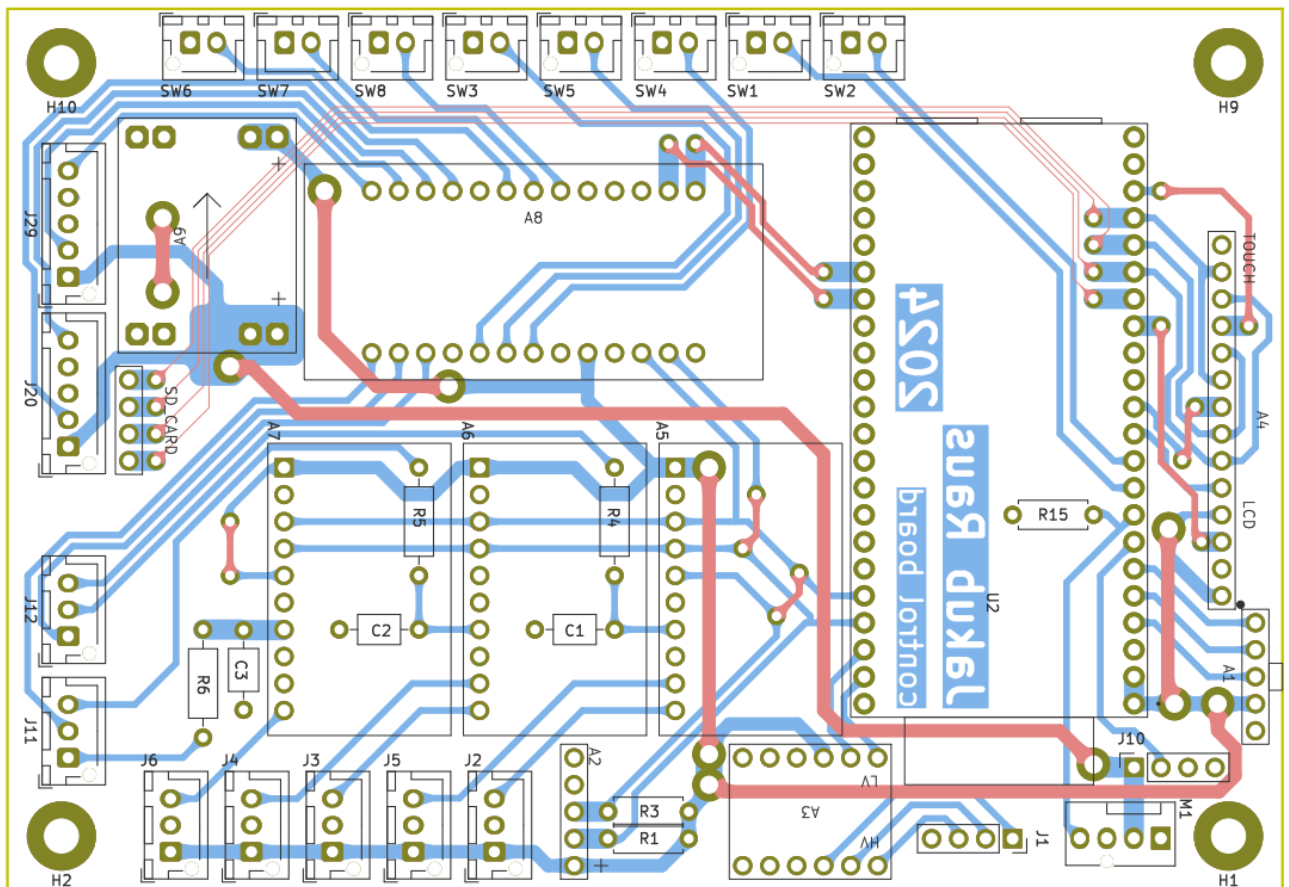 SW6
SW7
SW8
SW3
SW5
SW4
SW1
SW2
H10
H9
J29
A9
+
A8
TOUCH
2024
+
J20
SD_CARD
A7
A6
A5
A4
R5
R4
R15
LCD
Jakub Rans
control board
U2
J12
C2
C1
R6
C3
A1
J11
J6
J4
J3
J5
J2
A2
LV
J10
R3
A3
M1
R1
HV
J1
+
H2
H1